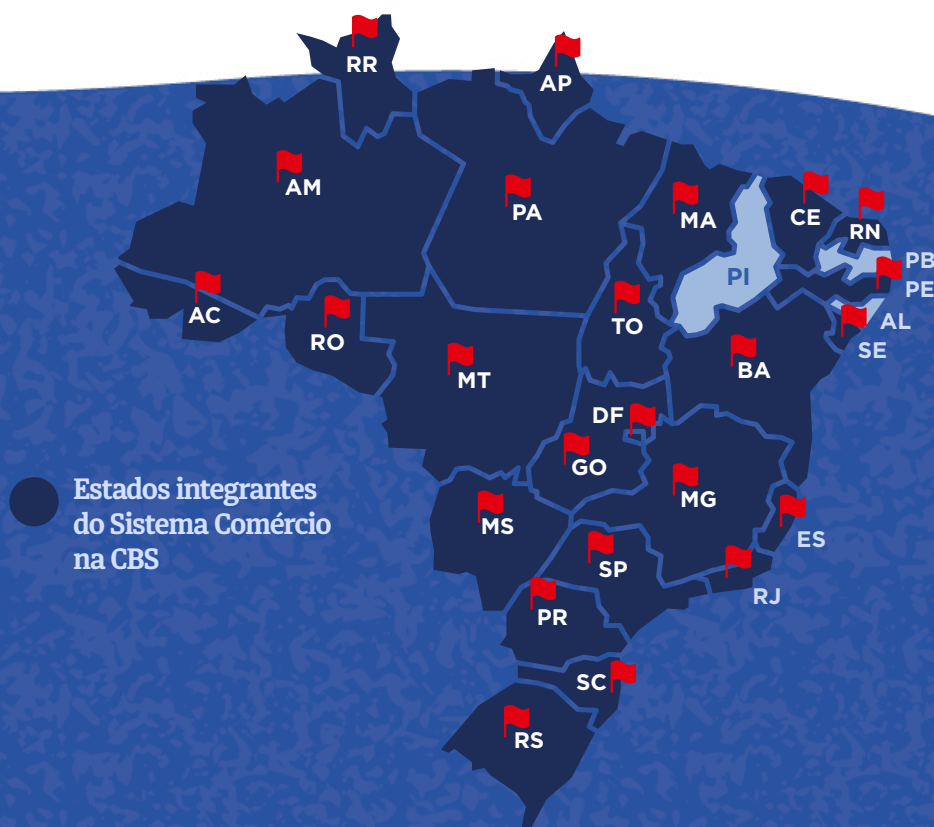 RR
AP
AM
PA
MA
CE
RN
PB
PI
PE
AC
TO
AL
RO
SE
MT
BA
DF
GO
Estados integrantes
do Sistema Comércio
na CBS
MG
MS
ES
SP
RJ
PR
SC
RS